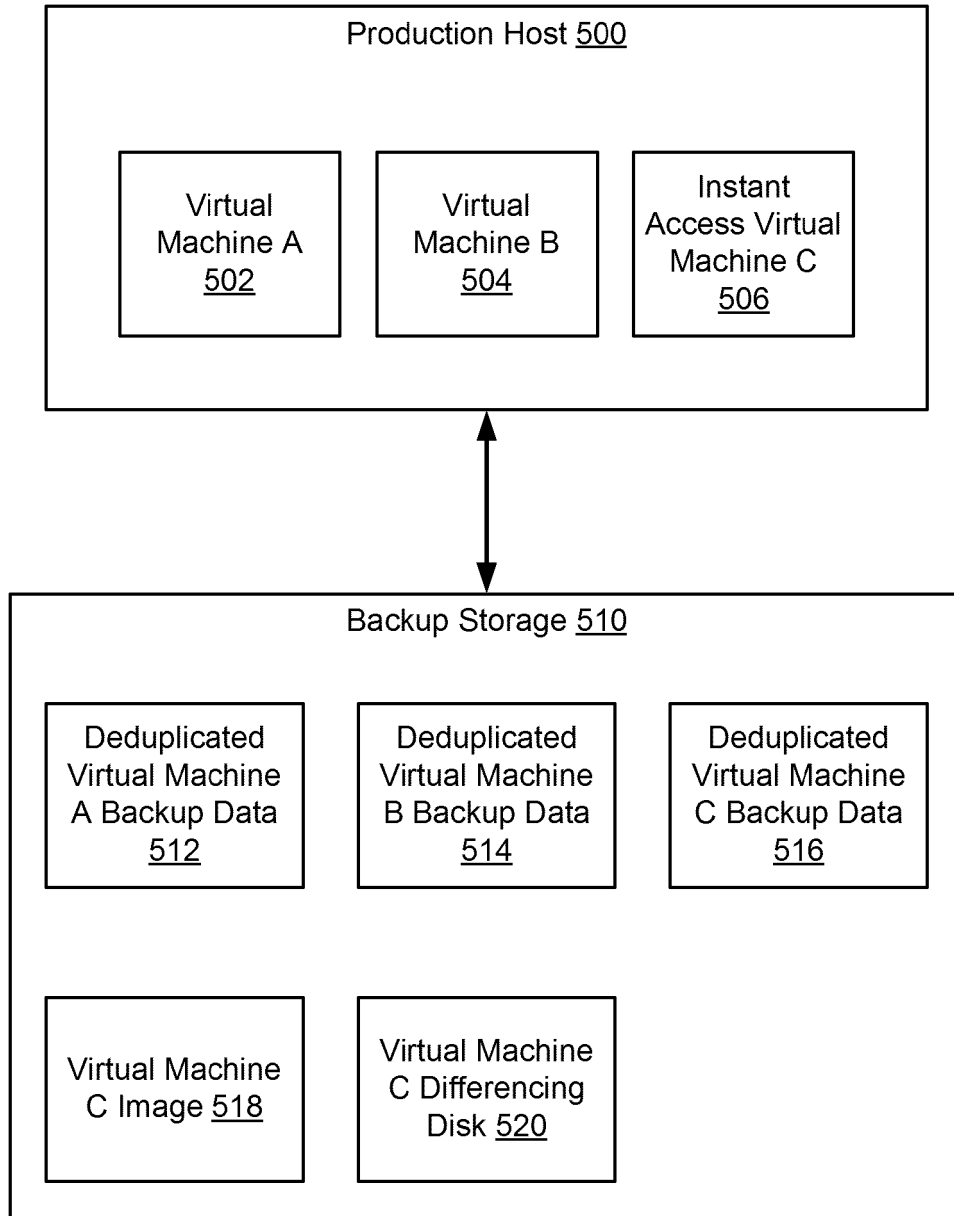 Production Host 500
Virtual
Machine A
502
Virtual
Machine B
504
Instant
Access Virtual
Machine C
506
Backup Storage 510
Deduplicated
Virtual Machine
A Backup Data
512
Deduplicated
Virtual Machine
B Backup Data
514
Deduplicated
Virtual Machine
C Backup Data
516
Virtual Machine
C Image 518
Virtual Machine
C Differencing
Disk 520